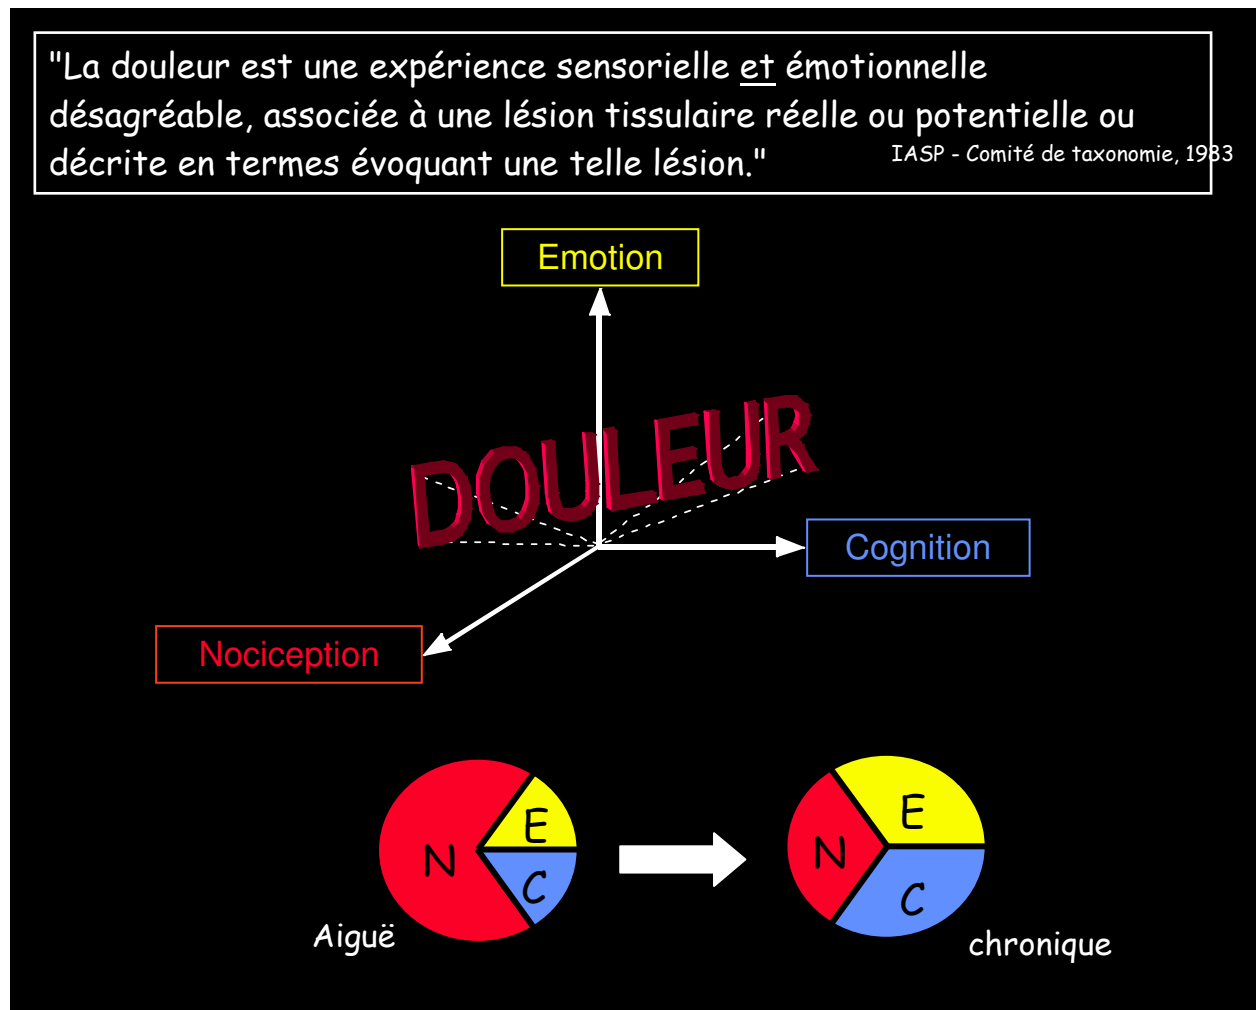 "La douleur est une expérience sensorielle et émotionnelle
désagréable, associée à une lésion tissulaire réelle ou potentielle ou
décrite en termes évoquant une telle lésion." IASP - Comité de taxonomie, 1983
Emotion
DOULEUR
Cognition
Nociception
N E C
N E C
Aiguë
chronique